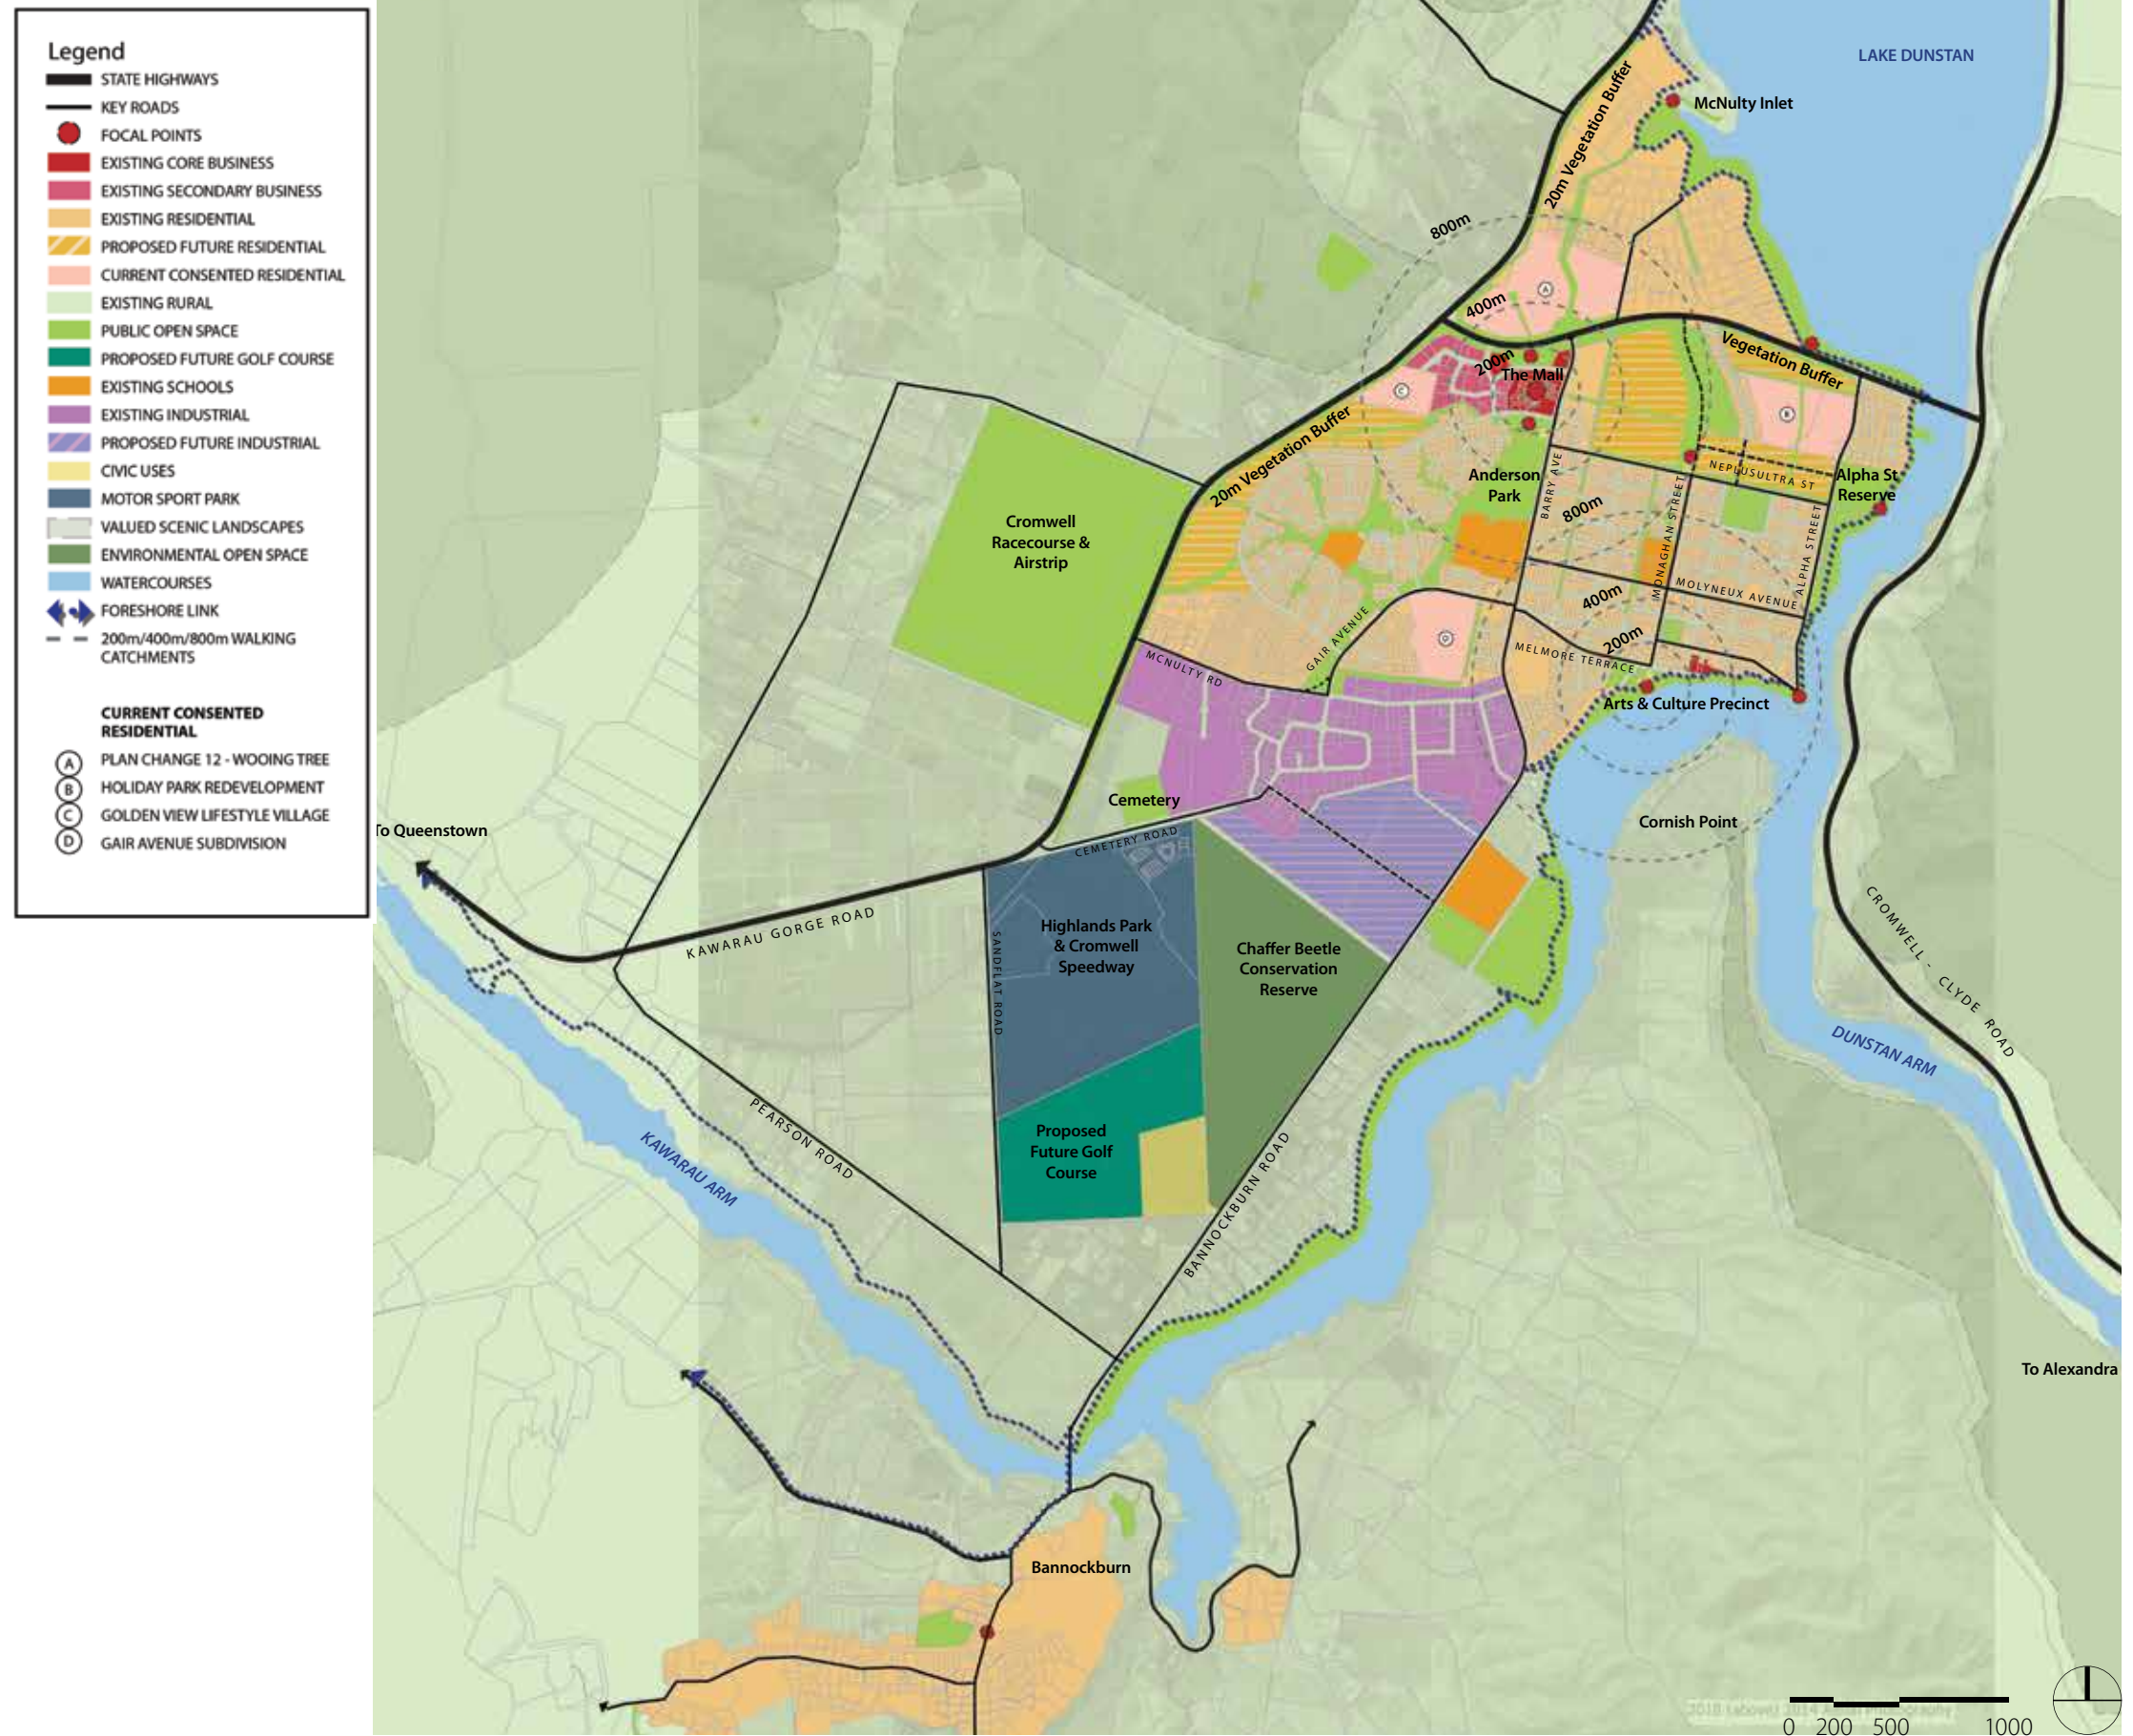 Legend
STATE HIGHWAYS
KEY ROADS
FOCAL POINTS
EXISTING CORE BUSINESS
EXISTING SECONDARY BUSINESS
EXISTING RESIDENTIAL
PROPOSED FUTURE RESIDENTIAL
CURRENT CONSENTED RESIDENTIAL
EXISTING RURAL
PUBLIC OPEN SPACE
PROPOSED FUTURE GOLF COURSE
EXISTING SCHOOLS
EXISTING INDUSTRIAL
PROPOSED FUTURE INDUSTRIAL
CIVIC USES
MOTOR SPORT PARK
VALUED SCENIC LANDSCAPES
ENVIRONMENTAL OPEN SPACE
WATERCOURSES
FORESHORE LINK
200m/400m/800m WALKING
CATCHMENTS
CURRENT CONSENTED
RESIDENTIAL
A PLAN CHANGE 12 - WOOING TREE
B HOLIDAY PARK REDEVELOPMENT
C GOLDEN VIEW LIFESTYLE VILLAGE
D GAIR AVENUE SUBDIVISION
LAKE DUNSTAN
McNulty Inlet
20m Vegetation Buffer
800m
A
400m
200m
The Mall
Vegetation Buffer
C
B
20m Vegetation Buffer
Anderson
Park
BARRY AVE
NEPLUSULTRA ST
Alpha St
Reserve
800m
MONAGHAN STREET
ALPHA STREET
Cromwell
Racecourse &
Airstrip
MOLYNEUX AVENUE
400m
GAIR AVENUE
D
200m
MELMORE TERRACE
MCNULTY RD
Arts & Culture Precinct
Cemetery
CEMETERY ROAD
Cornish Point
To Queenstown
KAWARAU GORGE ROAD
SANDFLAT ROAD
Highlands Park
& Cromwell
Speedway
Chaffer Beetle
Conservation
Reserve
CROMWELL - CLYDE ROAD
DUNSTAN ARM
PEARSON ROAD
KAWARAU ARM
Proposed
Future Golf
Course
BANNOCKBURN ROAD
To Alexandra
Bannockburn
0 200 500 1000